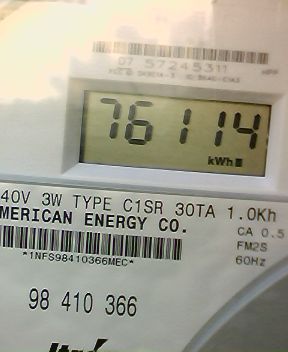 07 57245311
76114
kWh
40V 3W TYPE C1SR 30TA 1.0Kh
MERICAN ENERGY CO.
CA 0.5
FM2S
60Hz
*1NFS98410366MEC*
98 410 366